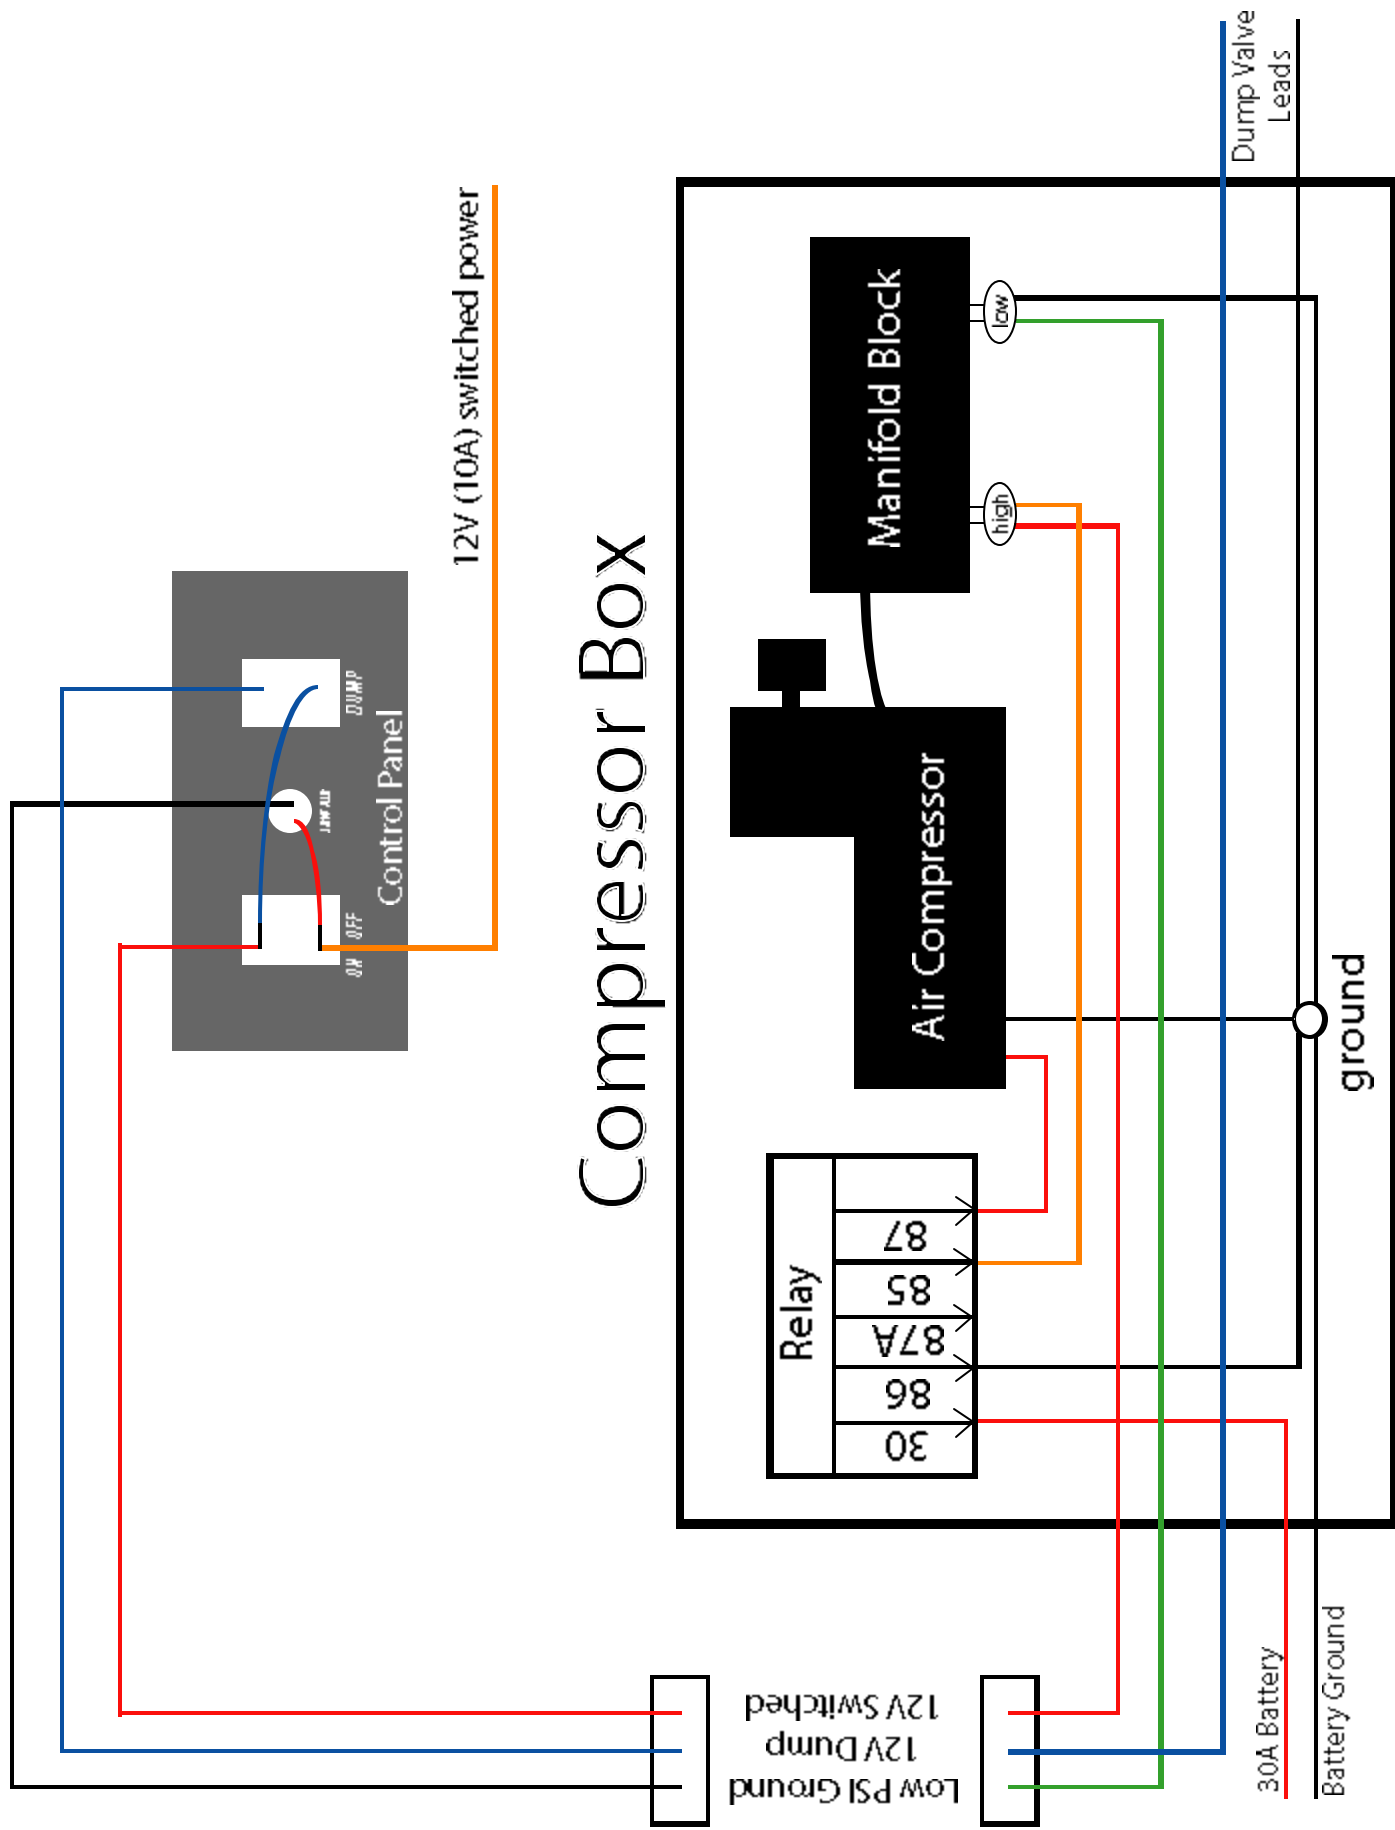 Dump Valve
Leads
12V (10A) switched power
DUMP
Control Panel
ON OFF
Compressor Box
Manifold Block
low
high
Air Compressor
ground
Relay
87
85
87A
86
30
12V Switched
12V Dump
Low PSI Ground
30A Battery
Battery Ground